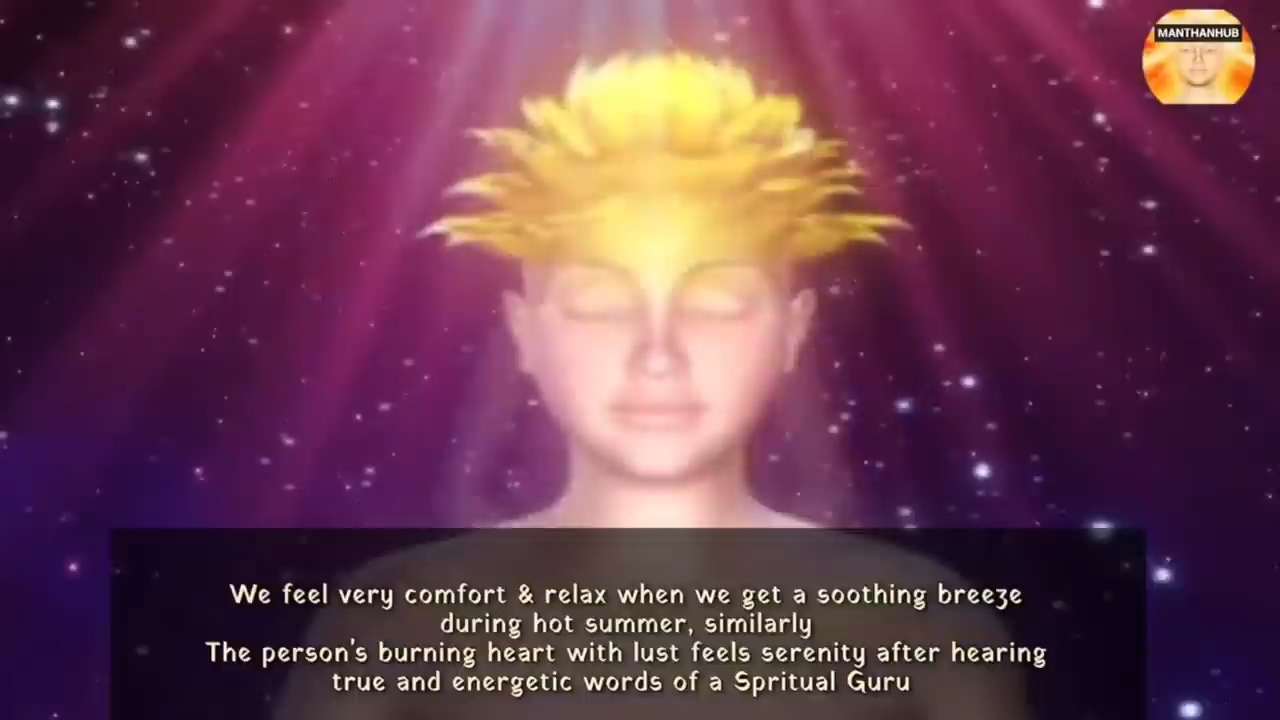 MANTHANHUB
We feel very comfort & relax when we get a soothing breeze
during hot summer, similarly
The person's burning heart with lust feels serenity after hearing
true and energetic words of a Spritual Guru